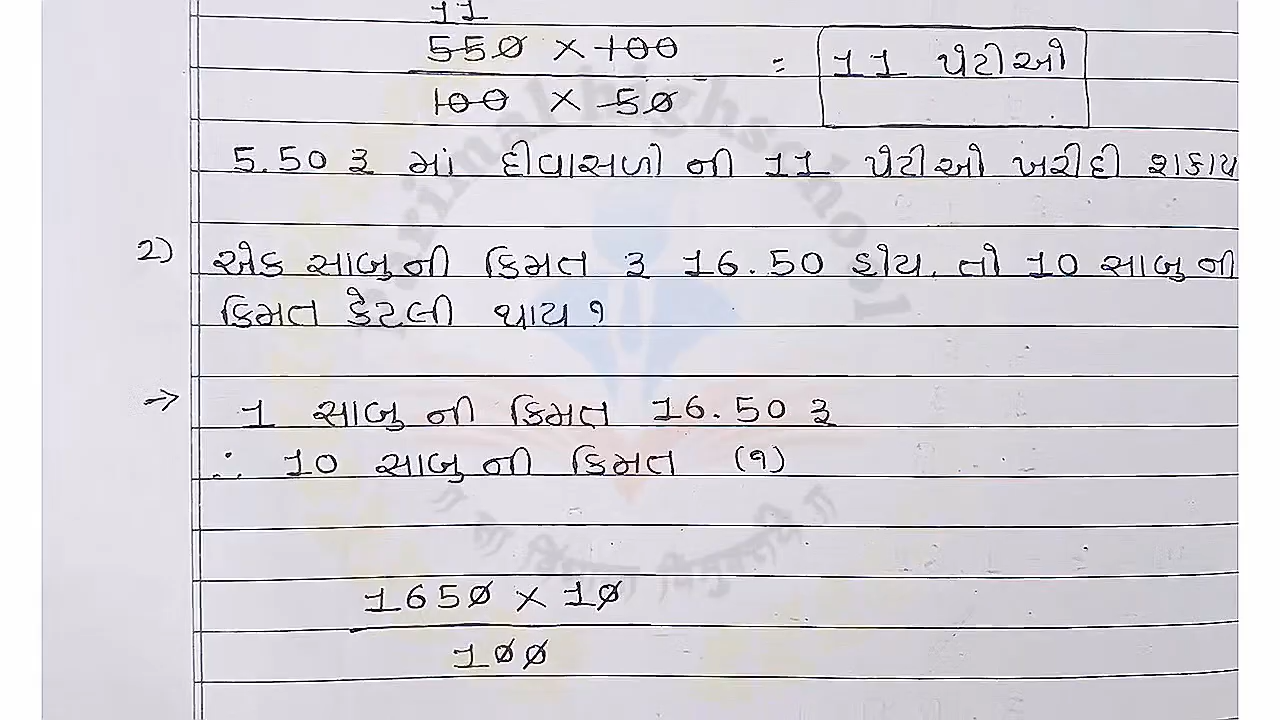 11
550 × 100
= 11 પેટીઓ
100 × 50
5.50 રૂ માં દીવાસળી ની 11 પેટીઓ ખરીદી શકાય
2) એક સાબુ ની કિમત રૂ 16.50 હોય, તો 10 સાબુ ની
કિમત કેટલી થાય ?
→ 1 સાબુ ની કિમત 16.50 રૂ
∴ 10 સાબુ ની કિમત (?)
1650 × 10
100